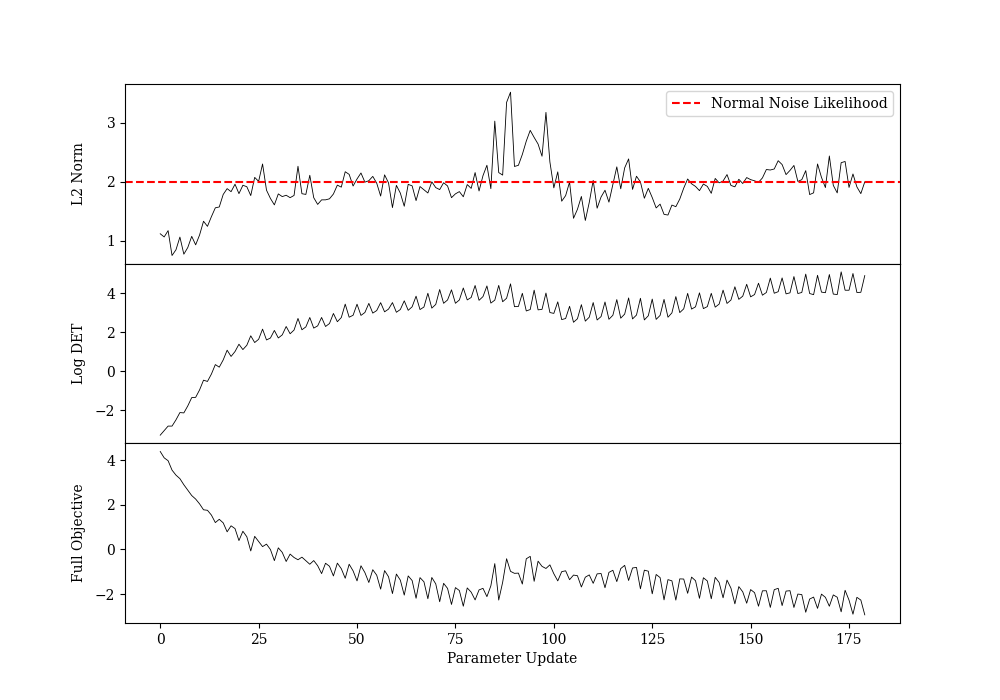 Normal Noise Likelihood
3
2
1
L2 Norm
4
2
0
−2
Log DET
4
2
0
−2
Full Objective
0 25 50 75 100 125 150 175
Parameter Update